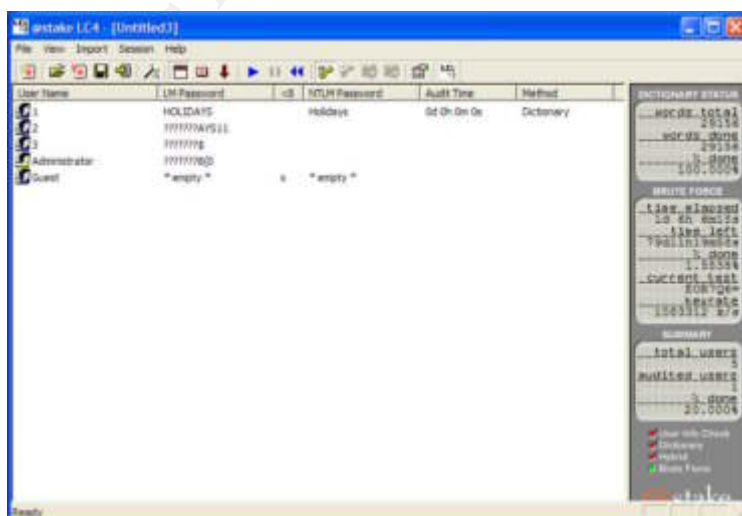 @stake LC4 - [Untitled3]
File View Import Session Help
User Name LM Password <8 NTLM Password Audit Time Method
1 HOLIDAYS Holidays 0d 0h 0m 0s Dictionary
2 ???????AYS11
3
Administrator
Guest * empty * x * empty *
DICTIONARY STATUS
words total
29156
words done
29156
% done
100.000%
BRUTE FORCE
time elapsed
time left
% done
current test
keyrate
SUMMARY
total users
5
audited users
1
% done
20.000%
User Info Check
Dictionary
Hybrid
Brute Force
@stake
Ready